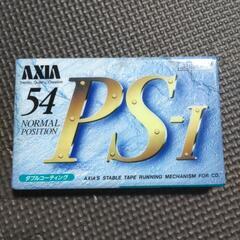 AXIA
54
NORMAL
POSITION
PS-I
ダブルコーティング
AXIA'S STABLE TAPE RUNNING MECHANISM FOR CD.